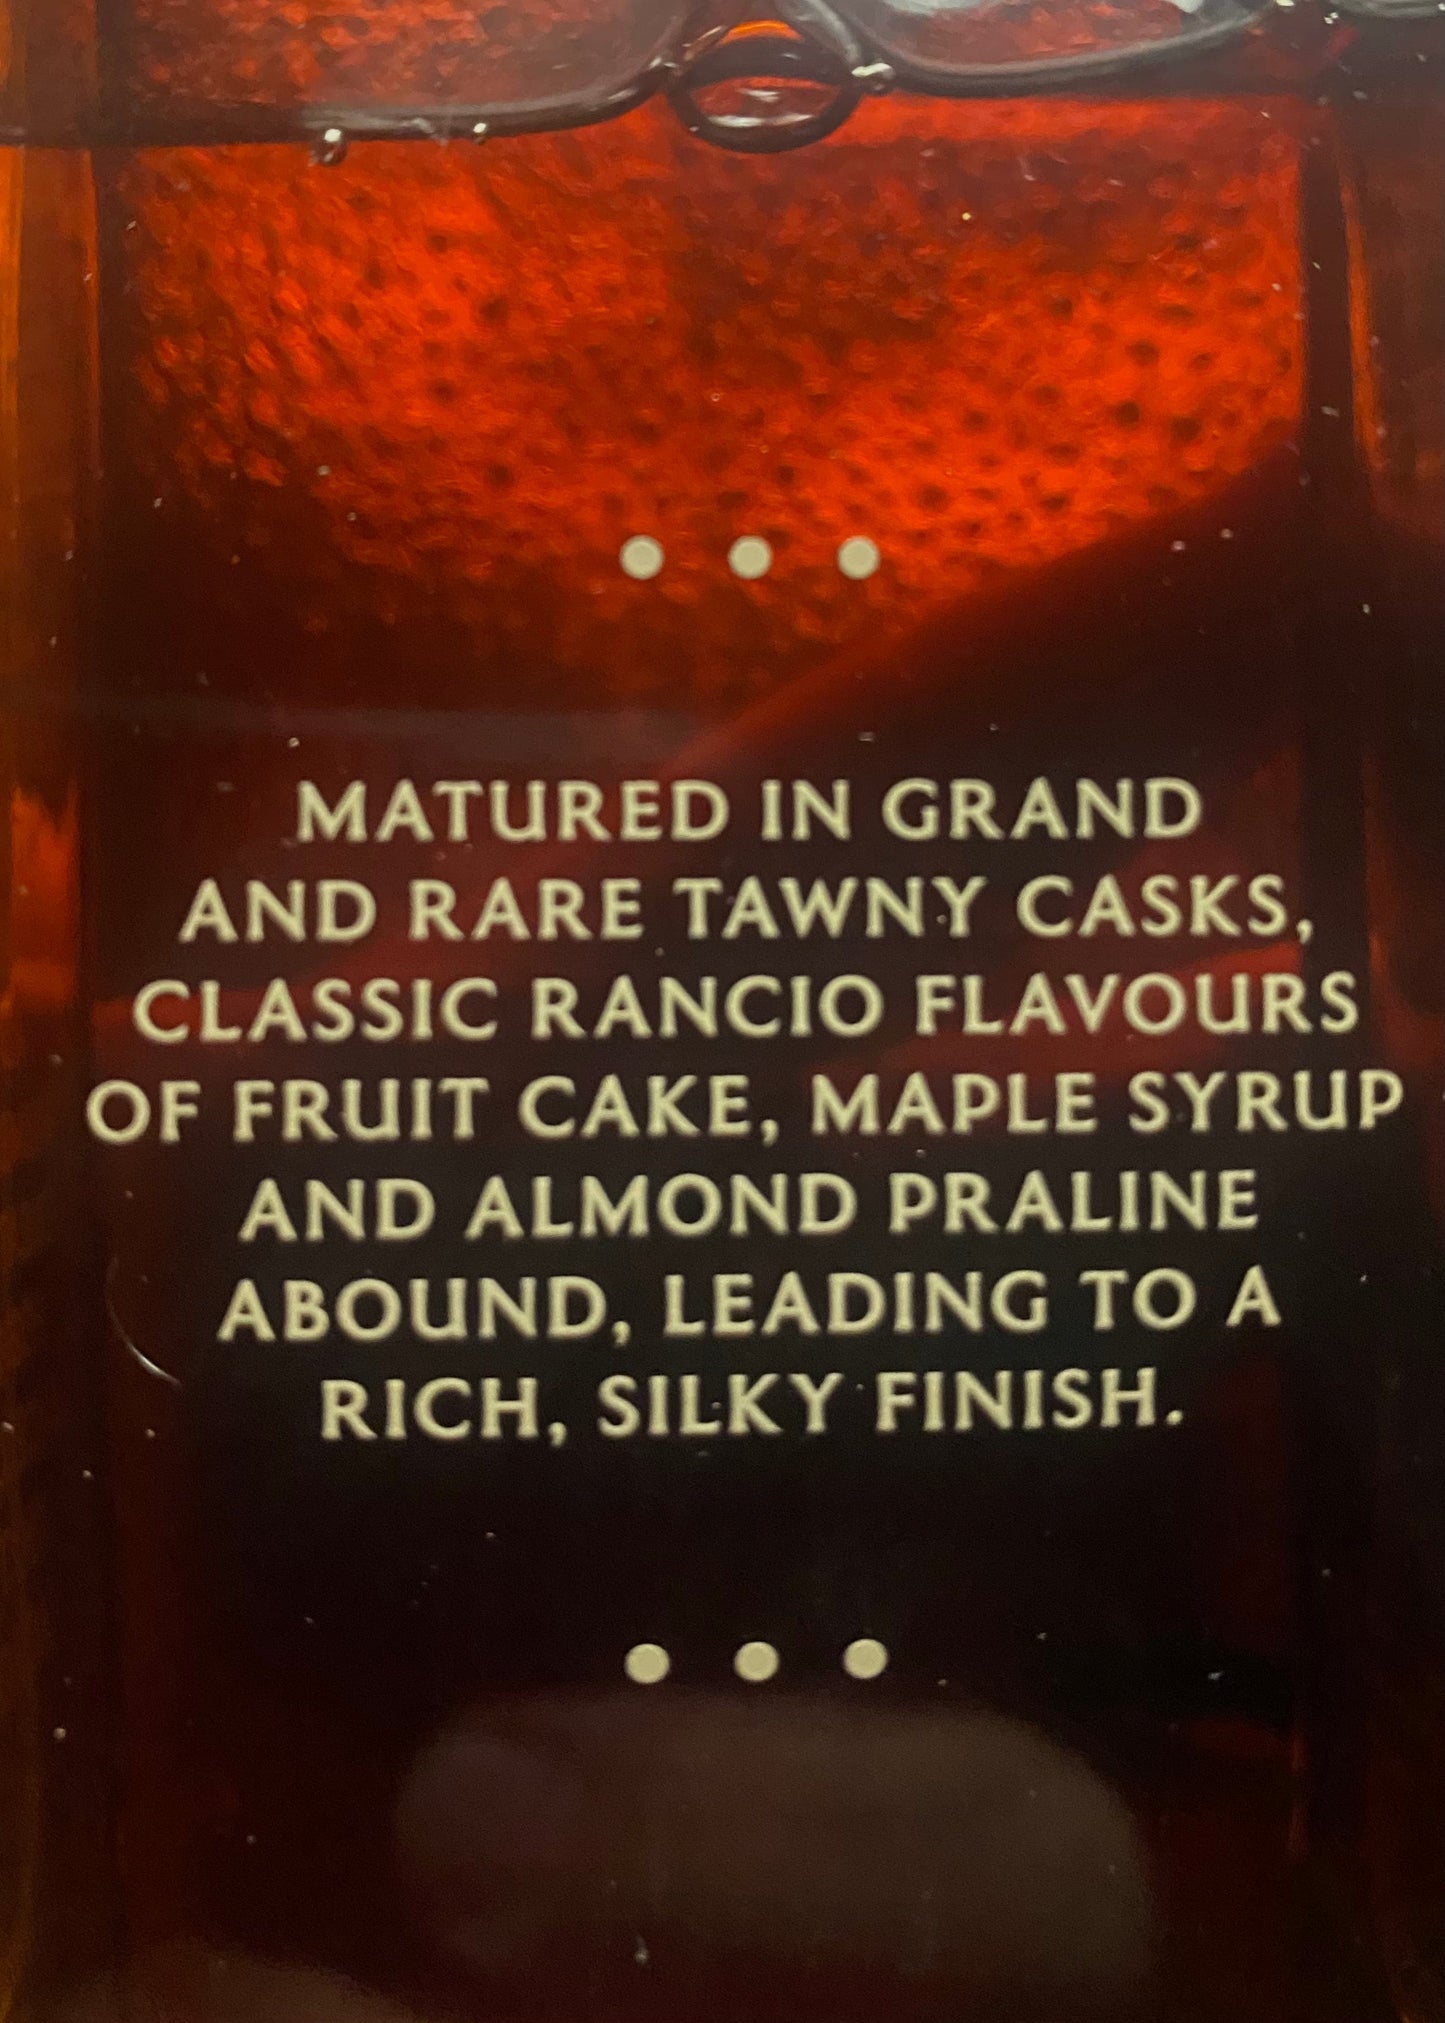 MATURED IN GRAND
AND RARE TAWNY CASKS,
CLASSIC RANCIO FLAVOURS
OF FRUIT CAKE, MAPLE SYRUP
AND ALMOND PRALINE
ABOUND, LEADING TO A
RICH, SILKY FINISH.